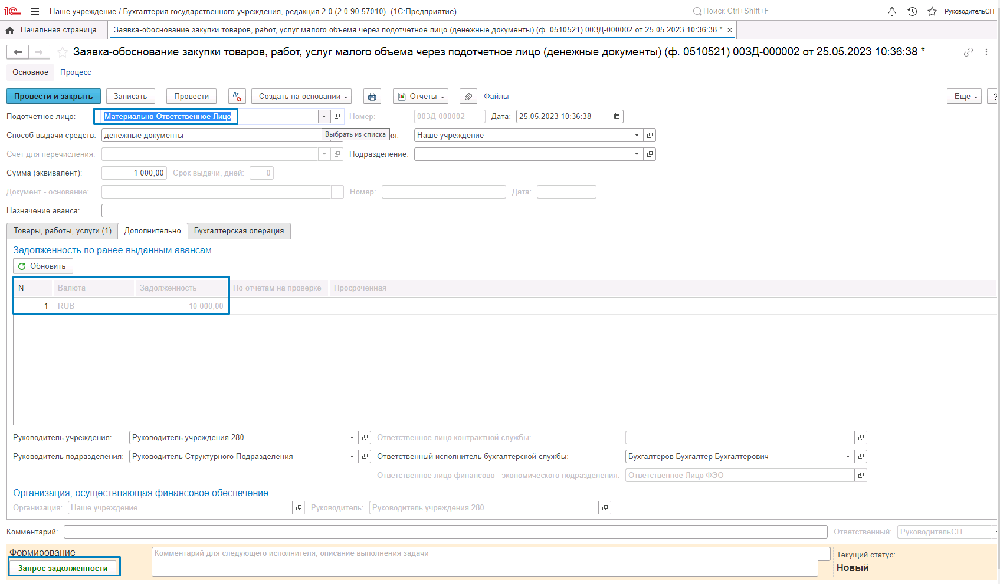 1С Наше учреждение / Бухгалтерия государственного учреждения, редакция 2.0 (2.0.90.57010) (1С:Предприятие) Поиск Ctrl+Shift+F РуководительСП
Начальная страница Заявка-обоснование закупки товаров, работ, услуг малого объема через подотчетное лицо (денежные документы) (ф. 0510521) 00ЗД-000002 от 25.05.2023 10:36:38 * ×
Заявка-обоснование закупки товаров, работ, услуг малого объема через подотчетное лицо (денежные документы) (ф. 0510521) 00ЗД-000002 от 25.05.2023 10:36:38 *
Основное Процесс
Провести и закрыть Записать Провести Дт Кт Создать на основании Отчеты Файлы Еще ?
Подотчетное лицо: Материально Ответственное Лицо Номер: 00ЗД-000002 Дата: 25.05.2023 10:36:38
Способ выдачи средств: денежные документы Выбрать из списка я: Наше учреждение
Счет для перечисления: Подразделение:
Сумма (эквивалент): 1 000,00 Срок выдачи, дней: 0
Документ - основание: ... Номер: Дата: . .
Назначение аванса:
Товары, работы, услуги (1) Дополнительно Бухгалтерская операция
Задолженность по ранее выданным авансам
Обновить
N Валюта Задолженность По отчетам на проверке Просроченная
1 RUB 10 000,00
Руководитель учреждения: Руководитель учреждения 280 Ответственное лицо контрактной службы:
Руководитель подразделения: Руководитель Структурного Подразделения Ответственный исполнитель бухгалтерской службы: Бухгалтеров Бухгалтер Бухгалтерович
Ответственное лицо финансово - экономического подразделения: Ответственное Лицо ФЭО
Организация, осуществляющая финансовое обеспечение
Организация: Наше учреждение Руководитель: Руководитель учреждения 280
Комментарий: Ответственный: РуководительСП
Формирование Комментарий для следующего исполнителя, описание выполнения задачи ... Текущий статус:
Запрос задолженности Новый